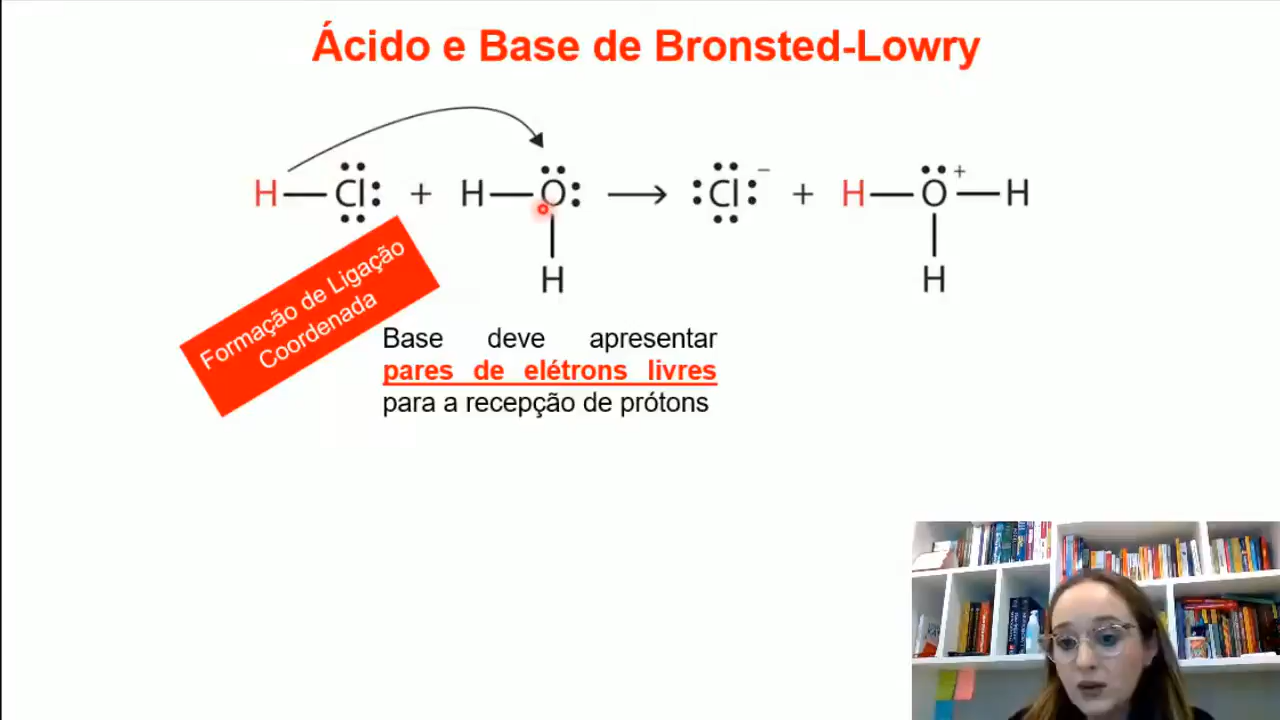 Ácido e Base de Bronsted-Lowry
H Cl + H O → Cl − + H O + H
H H
Formação de Ligação
Coordenada
Base deve apresentar
pares de elétrons livres
para a recepção de prótons